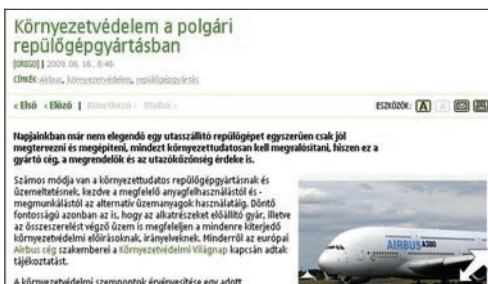 Környezetvédelem a polgári
repülőgépgyártásban
[ORIGO] | 2009. 06. 16., 8:46
CÍMKÉK: Airbus, környezetvédelem, repülőgépgyártás
« Első ‹ Előző | Következő › Utolsó »
ESZKÖZÖK: A A
Napjainkban már nem elegendő egy utasszállító repülőgépet egyszerűen csak jól
megtervezni és megépíteni, mindezt környezettudatosan kell megvalósítani, hiszen ez a
gyártó cég, a megrendelők és az utazóközönség érdeke is.
Számos módja van a környezettudatos repülőgépgyártásnak és
üzemeltetésnek, kezdve a megfelelő anyagfelhasználástól és -
megmunkálástól az alternatív üzemanyagok használatáig. Döntő
fontosságú azonban az is, hogy az alkatrészeket előállító gyár, illetve
az összeszerelést végző üzem is megfeleljen a mindenre kiterjedő
környezetvédelmi előírásoknak, irányelveknek. Minderről az európai
Airbus cég szakemberei a Környezetvédelmi Világnap kapcsán adtak
tájékoztatást.
A környezetvédelmi szempontok érvényesítése egy adott
AIRBUS A380